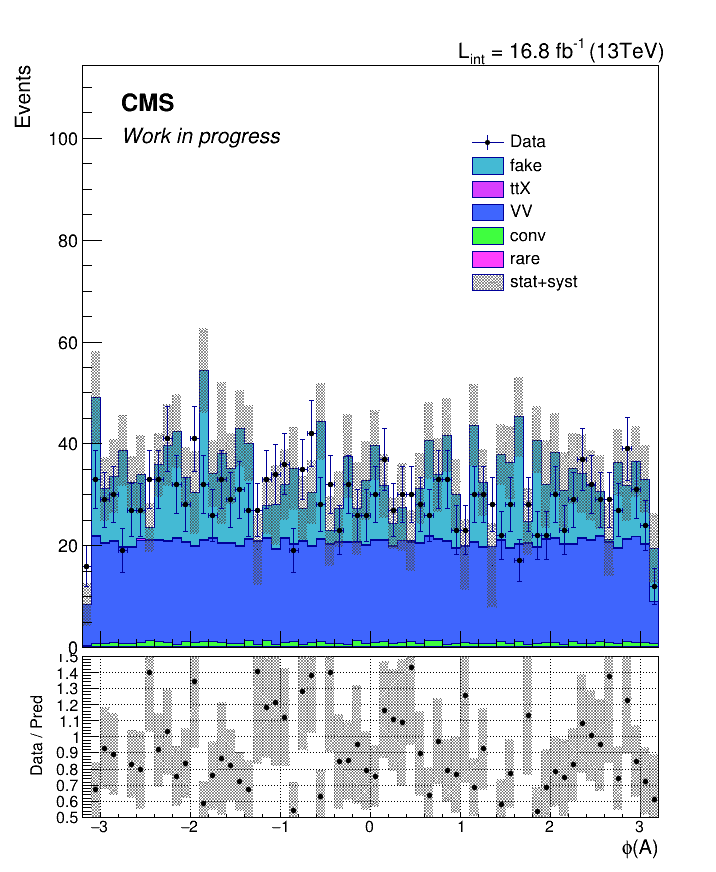 L_int = 16.8 fb^-1 (13TeV)
Events
CMS
Work in progress
100
80
60
40
20
0
Data
fake
ttX
VV
conv
rare
stat+syst
Data / Pred
1.5
1.4
1.3
1.2
1.1
1
0.9
0.8
0.7
0.6
0.5
−3 −2 −1 0 1 2 3
ϕ(A)